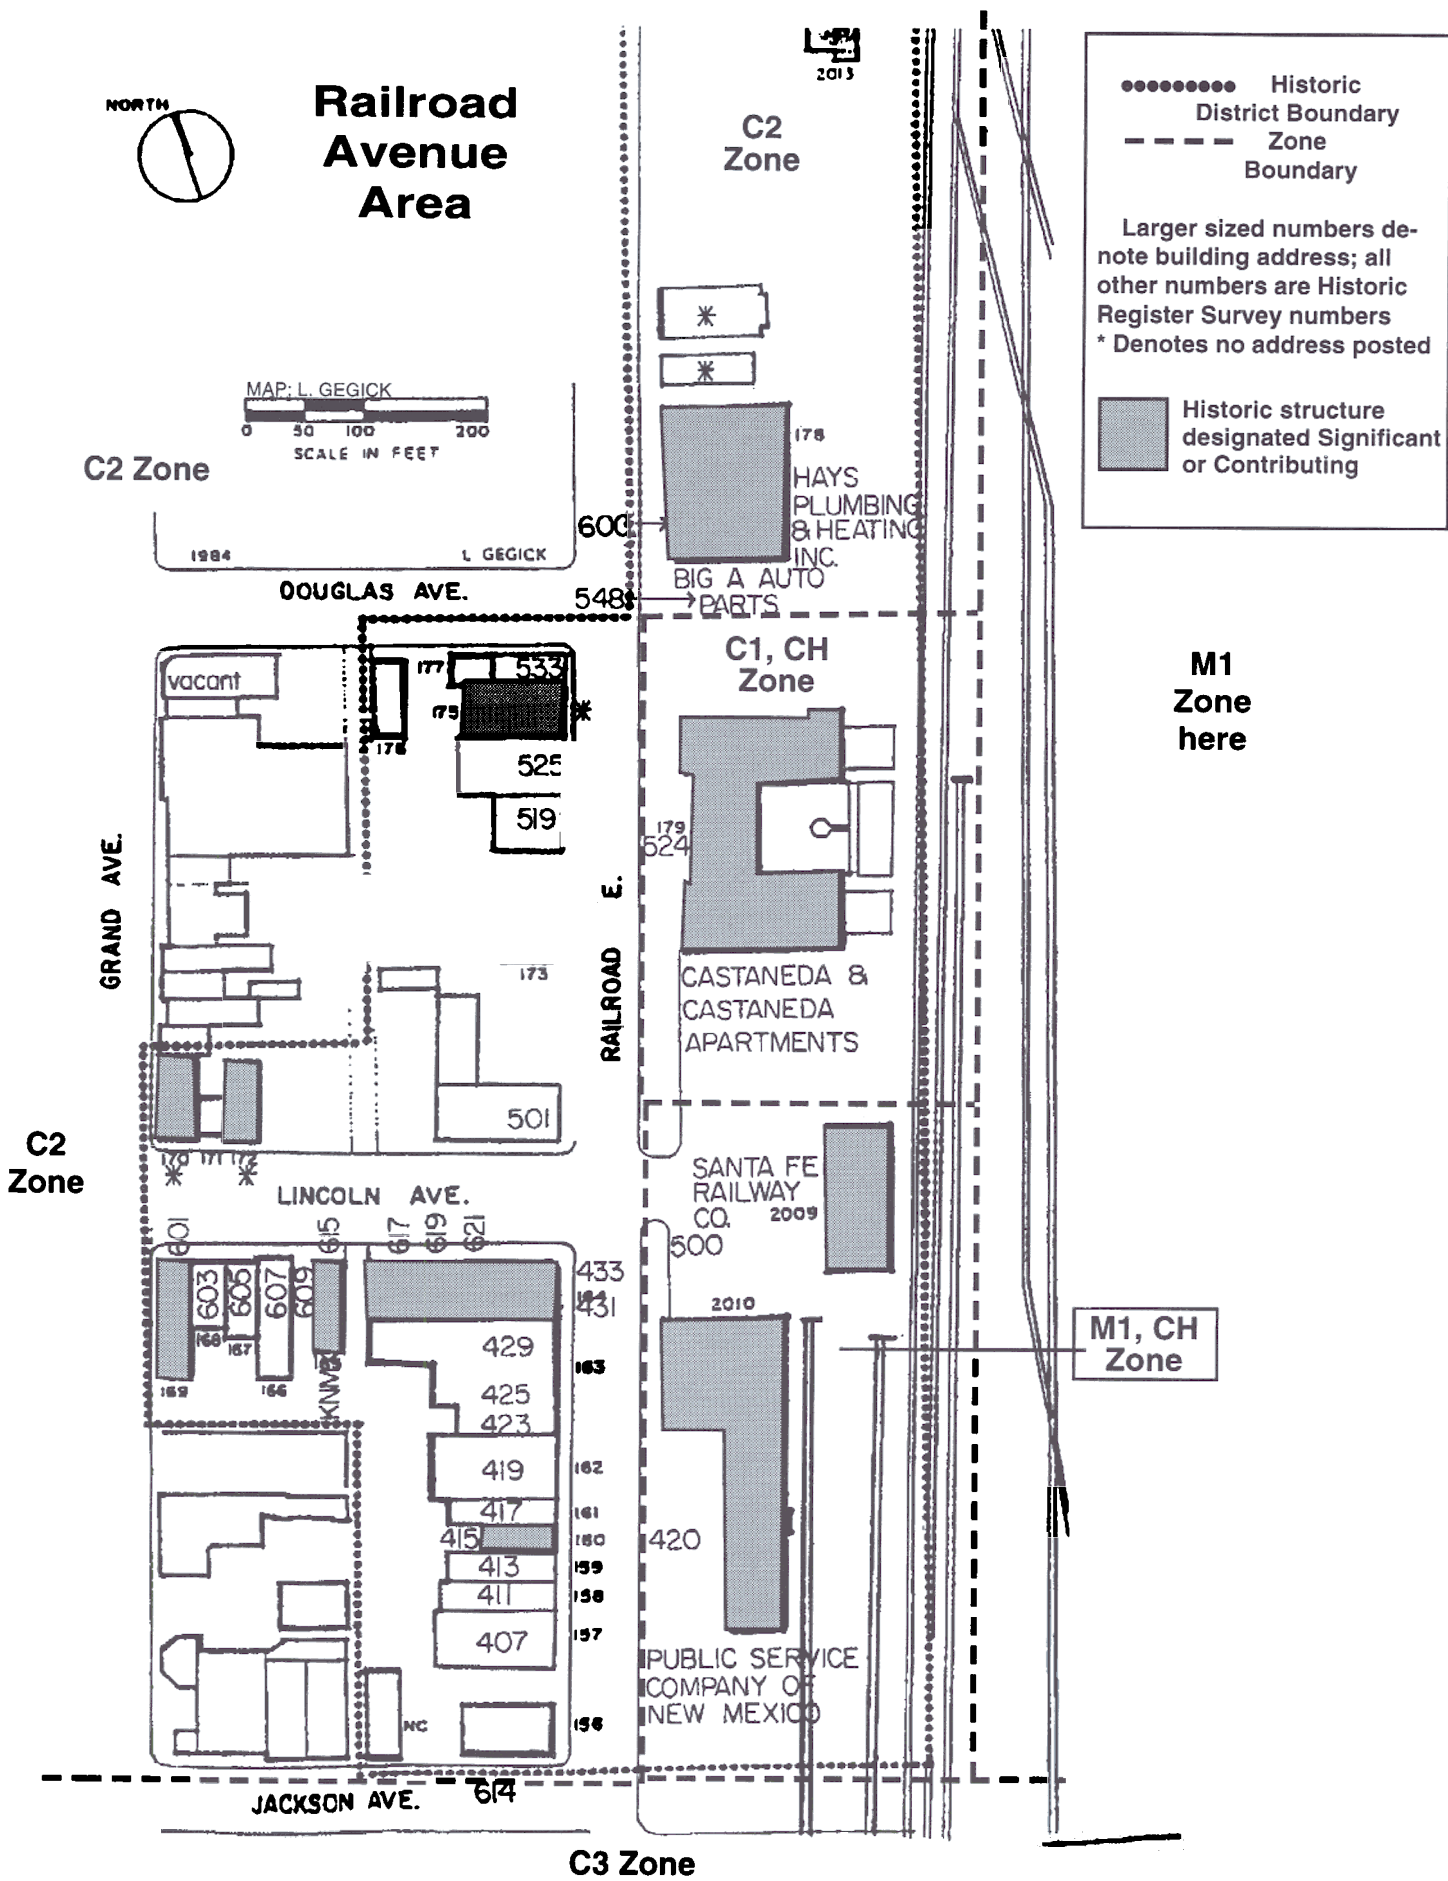 NORTH
Railroad
Avenue
Area
2013
C2
Zone
Historic
District Boundary
Zone
Boundary
Larger sized numbers de-
note building address; all
other numbers are Historic
Register Survey numbers
* Denotes no address posted
Historic structure
designated Significant
or Contributing
MAP: L. GEGICK
0 50 100 200
SCALE IN FEET
C2 Zone
1984
L GEGICK
DOUGLAS AVE.
*
*
178
HAYS
PLUMBING
& HEATING
INC.
600
BIG A AUTO
PARTS
548
C1, CH
Zone
M1
Zone
here
vacant
177
533
175
*
176
525
519
179
524
GRAND AVE.
RAILROAD E.
CASTANEDA &
CASTANEDA
APARTMENTS
173
501
C2
Zone
170 171 172
* *
LINCOLN AVE.
SANTA FE
RAILWAY
CO.
2009
500
601
615
617
619
621
603
605
607
609
433
431
168
167
169
166
KNMX
429
163
425
423
2010
M1, CH
Zone
419
162
417
161
415
160
413
159
411
158
407
157
420
PUBLIC SERVICE
COMPANY OF
NEW MEXICO
NC
156
614
JACKSON AVE.
C3 Zone